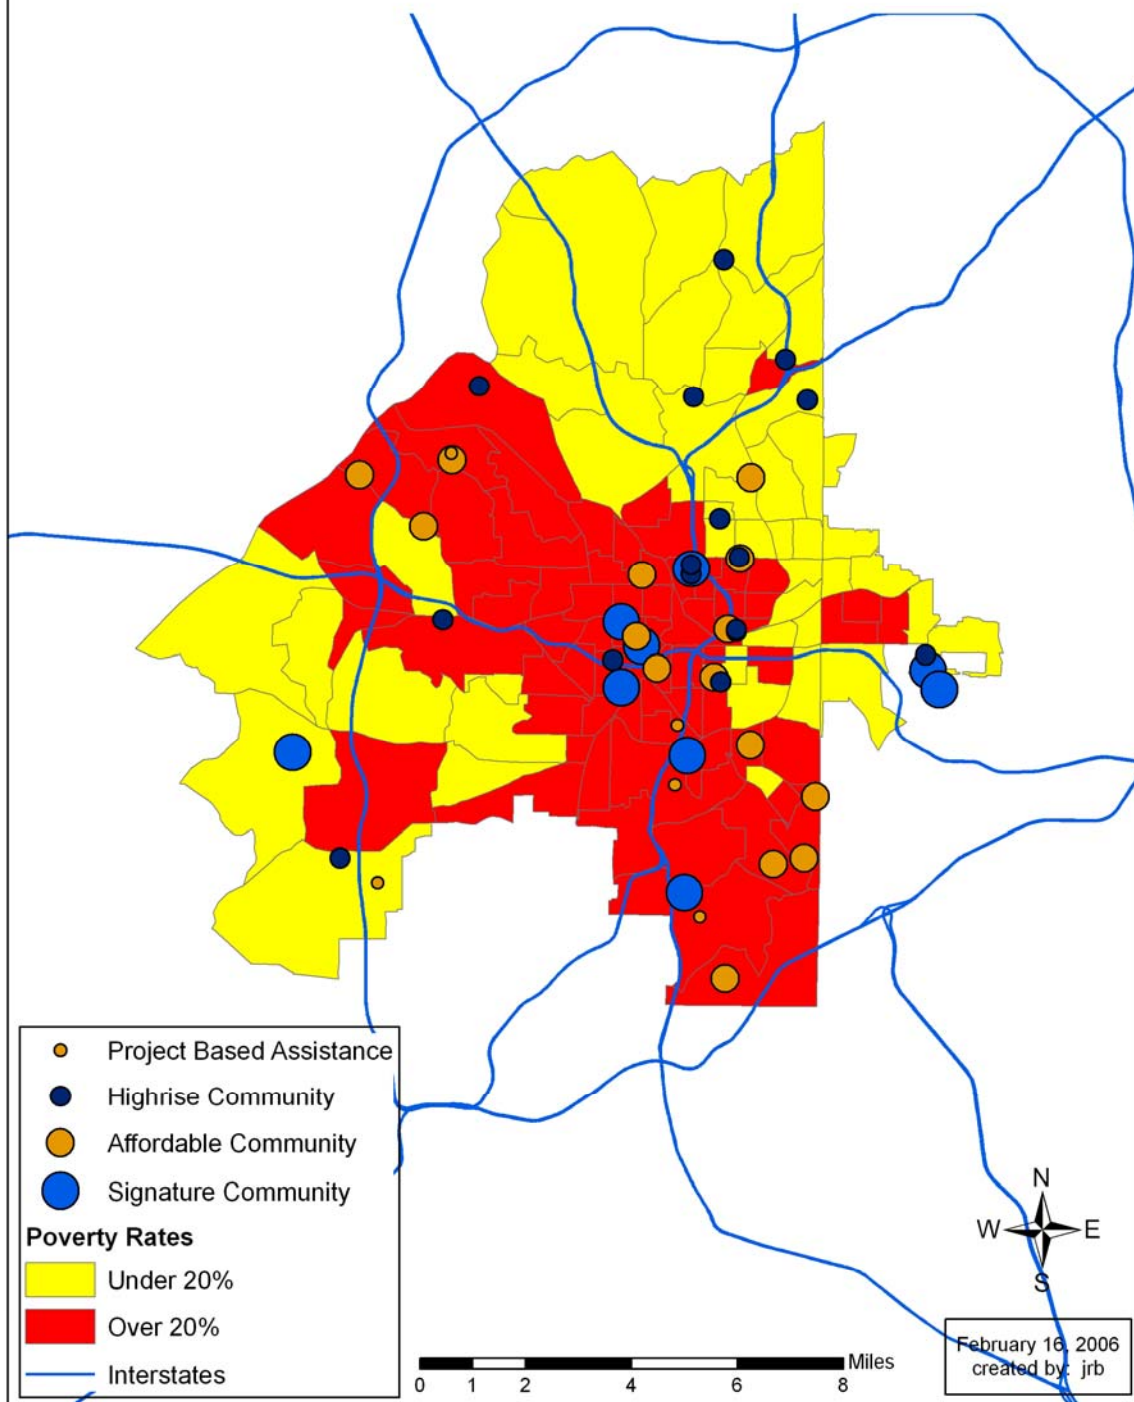 Project Based Assistance
Highrise Community
Affordable Community
Signature Community
Poverty Rates
Under 20%
Over 20%
Interstates
Miles
0 1 2 4 6 8
N
W E
S
February 16, 2006
created by: jrb